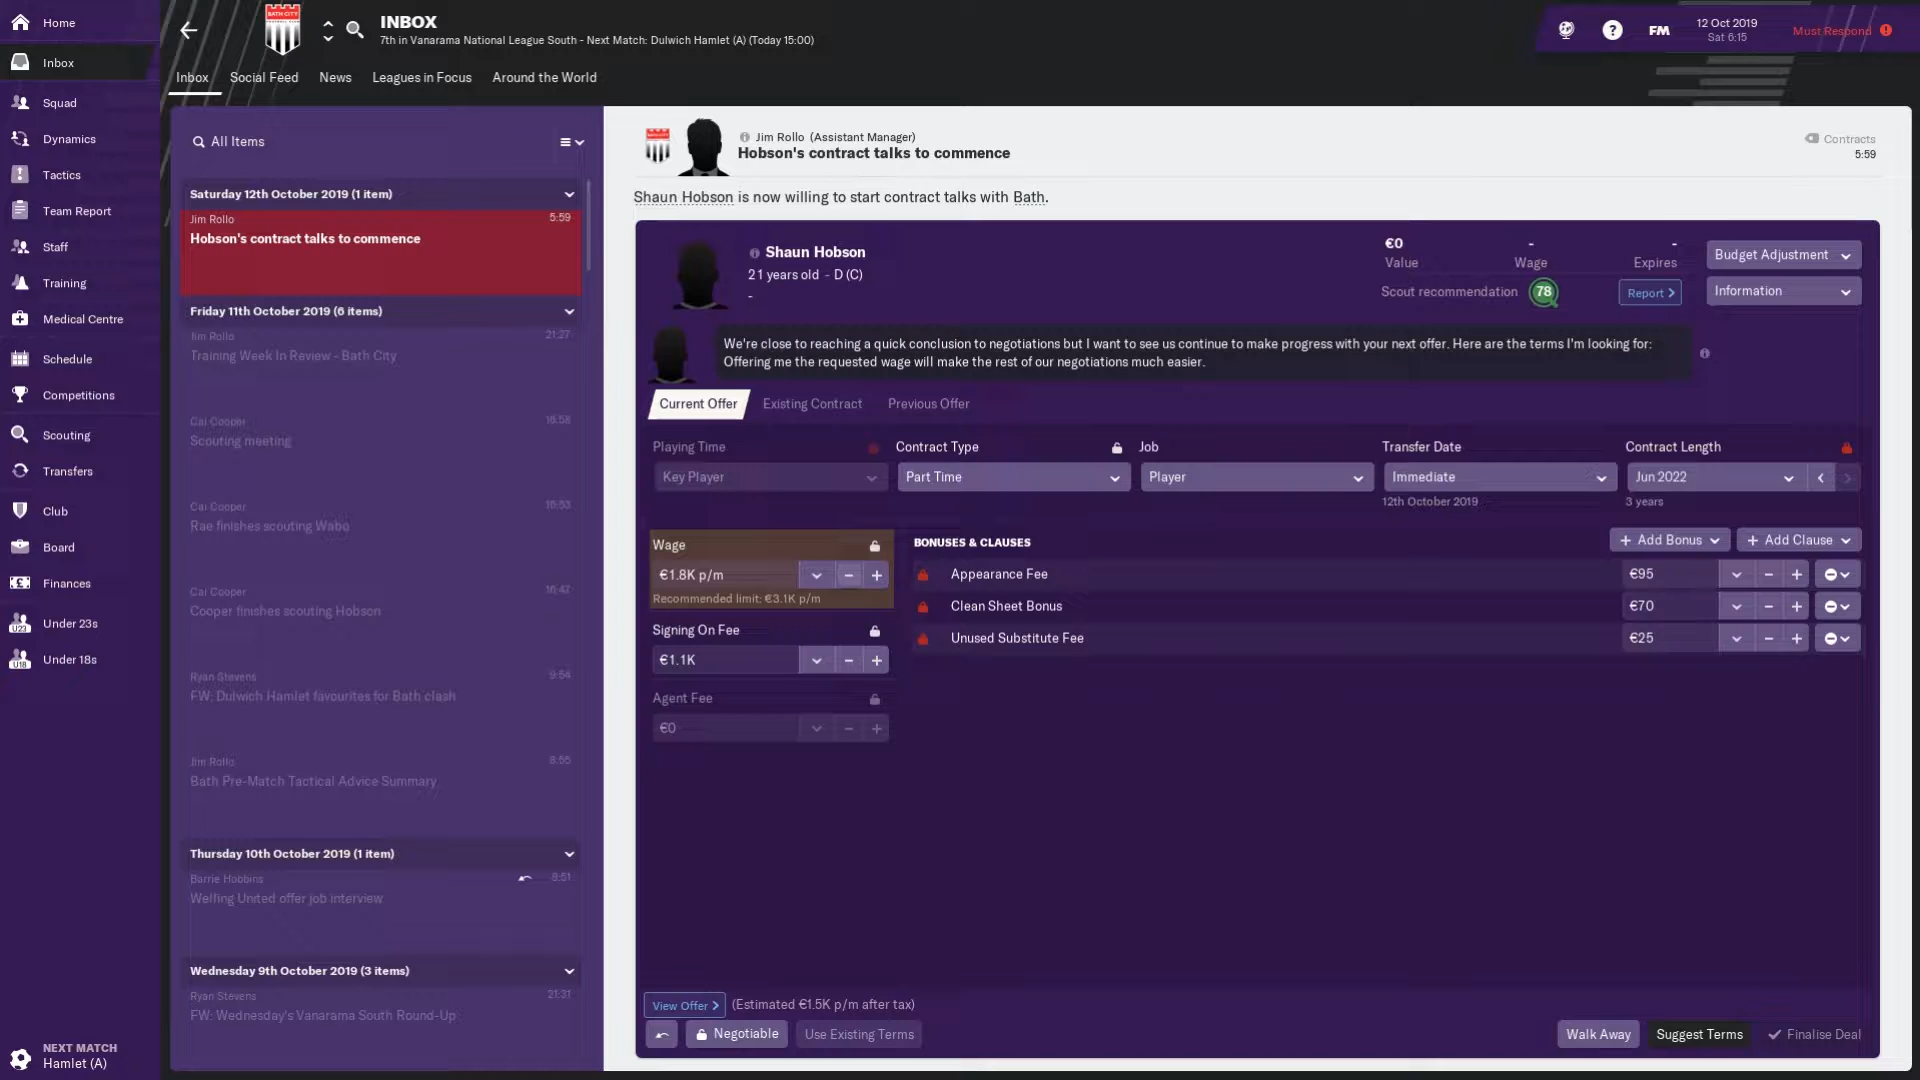 Home
Inbox
Squad
Dynamics
Tactics
Team Report
Staff
Training
Medical Centre
Schedule
Competitions
Scouting
Transfers
Club
Board
Finances
U23
Under 23s
U18
Under 18s
NEXT MATCH
Hamlet (A)
BATH CITY
INBOX
7th in Vanarama National League South - Next Match: Dulwich Hamlet (A) (Today 15:00)
FM
12 Oct 2019
Sat 6:15
Must Respond
Inbox Social Feed News Leagues in Focus Around the World
All Items
Saturday 12th October 2019 (1 item)
Jim Rollo 5:59
Hobson's contract talks to commence
Friday 11th October 2019 (6 items)
Jim Rollo 21:27
Training Week In Review - Bath City
Cai Cooper 16:58
Scouting meeting
Cai Cooper 16:53
Rae finishes scouting Wabo
Cai Cooper 16:47
Cooper finishes scouting Hobson
Ryan Stevens 9:54
FW: Dulwich Hamlet favourites for Bath clash
Jim Rollo 8:55
Bath Pre-Match Tactical Advice Summary
Thursday 10th October 2019 (1 item)
Barrie Hobbins 8:51
Welling United offer job interview
Wednesday 9th October 2019 (3 items)
Ryan Stevens 21:31
FW: Wednesday's Vanarama South Round-Up
Jim Rollo (Assistant Manager)
Hobson's contract talks to commence
Contracts
5:59
Shaun Hobson is now willing to start contract talks with Bath.
Shaun Hobson
21 years old - D (C)
-
€0 - -
Value Wage Expires
Scout recommendation 78 Report
Budget Adjustment
Information
We're close to reaching a quick conclusion to negotiations but I want to see us continue to make progress with your next offer. Here are the terms I'm looking for:
Offering me the requested wage will make the rest of our negotiations much easier.
Current Offer Existing Contract Previous Offer
Playing Time Contract Type Job Transfer Date Contract Length
Key Player Part Time Player Immediate Jun 2022
12th October 2019 3 years
Wage
€1.8K p/m
Recommended limit: €3.1K p/m
Signing On Fee
€1.1K
Agent Fee
€0
BONUSES & CLAUSES + Add Bonus + Add Clause
Appearance Fee €95
Clean Sheet Bonus €70
Unused Substitute Fee €25
View Offer (Estimated €1.5K p/m after tax)
Negotiable Use Existing Terms Walk Away Suggest Terms Finalise Deal